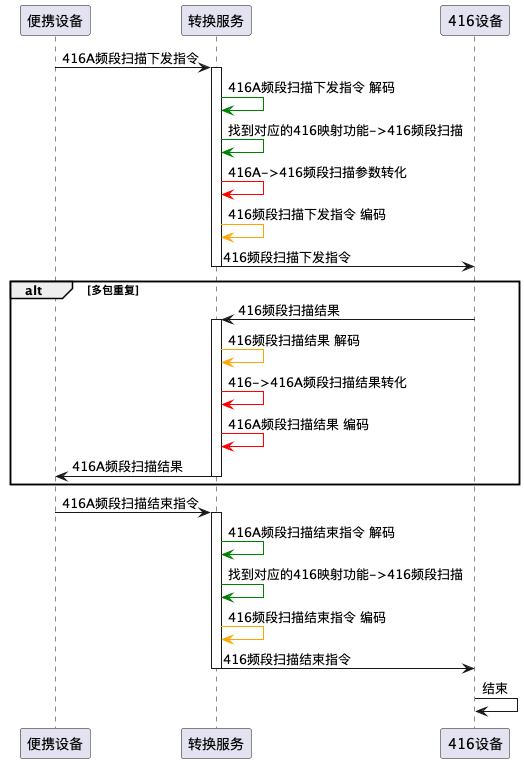 便携设备 转换服务 416设备
416A频段扫描下发指令
416A频段扫描下发指令 解码
找到对应的416映射功能->416频段扫描
416A->416频段扫描参数转化
416频段扫描下发指令 编码
416频段扫描下发指令
alt [多包重复]
416频段扫描结果
416频段扫描结果 解码
416->416A频段扫描结果转化
416A频段扫描结果 编码
416A频段扫描结果
416A频段扫描结束指令
416A频段扫描结束指令 解码
找到对应的416映射功能->416频段扫描
416频段扫描结束指令 编码
416频段扫描结束指令
结束
便携设备 转换服务 416设备